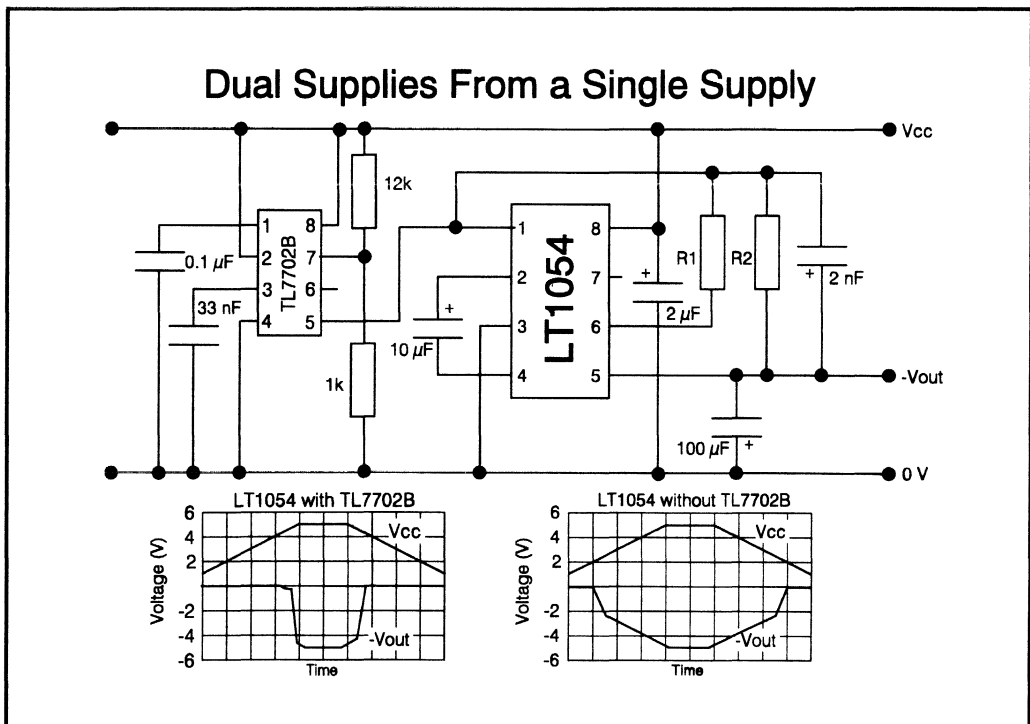 Dual Supplies From a Single Supply
Vcc
12k
1
2
3
4
TL7702B
8
7
6
5
0.1 µF
33 nF
1k
1
2
3
4
LT1054
8
7
6
5
+
10 µF
+
2 µF
R1
R2
+
2 nF
-Vout
100 µF
+
0 V
LT1054 with TL7702B
Voltage (V)
6
4
2
-2
-4
-6
Vcc
-Vout
Time
LT1054 without TL7702B
Voltage (V)
6
4
2
-2
-4
-6
Vcc
-Vout
Time